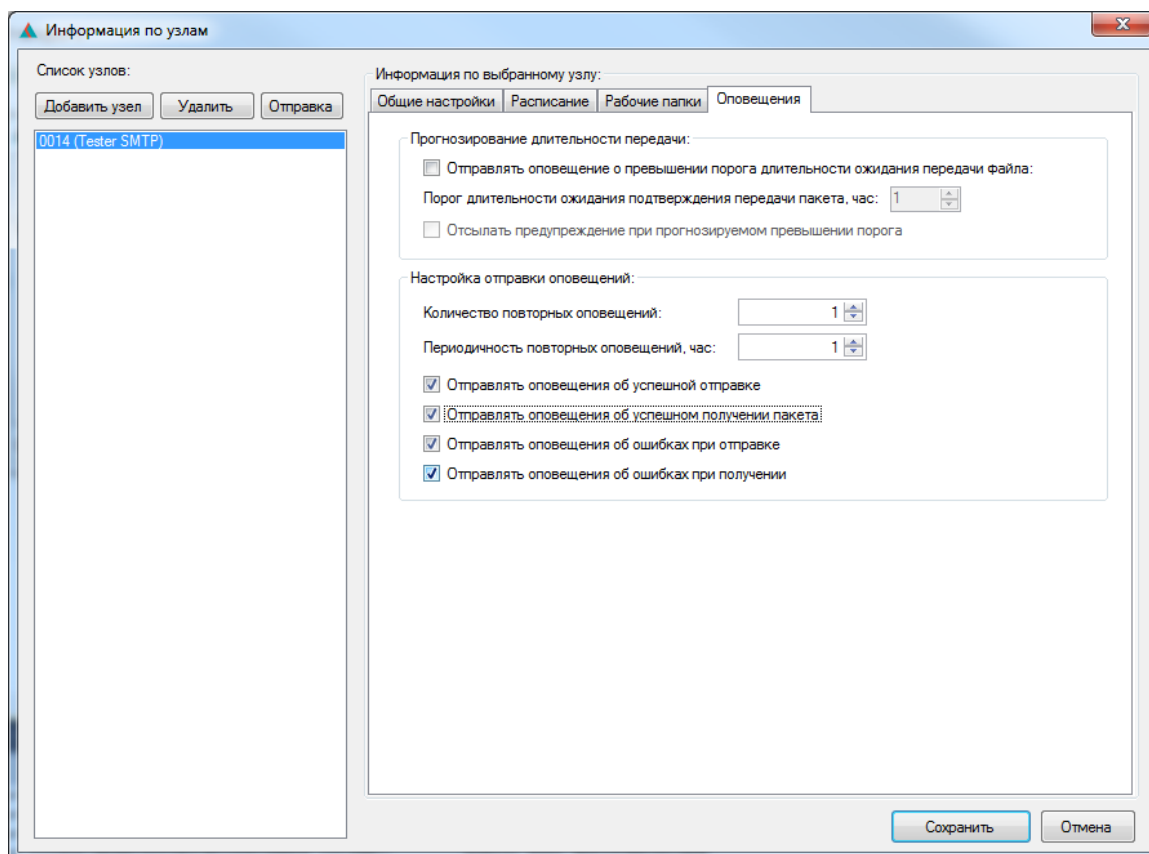 Информация по узлам
Список узлов:
Добавить узел Удалить Отправка
0014 (Tester SMTP)
Информация по выбранному узлу:
Общие настройки Расписание Рабочие папки Оповещения
Прогнозирование длительности передачи:
Отправлять оповещение о превышении порога длительности ожидания передачи файла:
Порог длительности ожидания подтверждения передачи пакета, час: 1
Отсылать предупреждение при прогнозируемом превышении порога
Настройка отправки оповещений:
Количество повторных оповещений: 1
Периодичность повторных оповещений, час: 1
Отправлять оповещения об успешной отправке
Отправлять оповещения об успешном получении пакета
Отправлять оповещения об ошибках при отправке
Отправлять оповещения об ошибках при получении
Сохранить Отмена